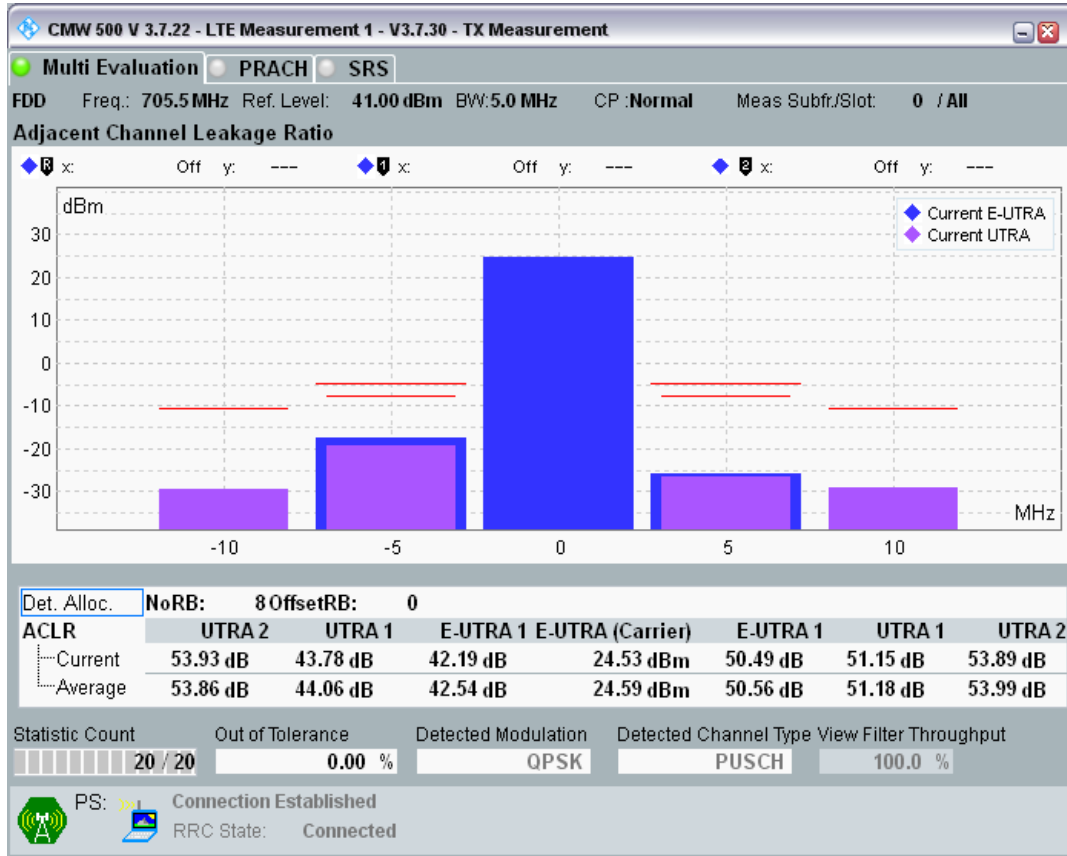 CMW 500 V 3.7.22 - LTE Measurement 1 - V3.7.30 - TX Measurement
Multi Evaluation PRACH SRS
FDD Freq.: 705.5 MHz Ref. Level: 41.00 dBm BW: 5.0 MHz CP : Normal Meas Subfr./Slot: 0 / All
Adjacent Channel Leakage Ratio
R x: Off y: --- 1 x: Off y: --- 2 x: Off y: ---
dBm
Current E-UTRA
Current UTRA
30
20
10
0
-10
-20
-30
MHz
-10 -5 0 5 10
Det. Alloc. NoRB: 8 OffsetRB: 0
ACLR UTRA 2 UTRA 1 E-UTRA 1 E-UTRA (Carrier) E-UTRA 1 UTRA 1 UTRA 2
Current 53.93 dB 43.78 dB 42.19 dB 24.53 dBm 50.49 dB 51.15 dB 53.89 dB
Average 53.86 dB 44.06 dB 42.54 dB 24.59 dBm 50.56 dB 51.18 dB 53.99 dB
Statistic Count Out of Tolerance Detected Modulation Detected Channel Type View Filter Throughput
20 / 20 0.00 % QPSK PUSCH 100.0 %
PS: Connection Established
RRC State: Connected